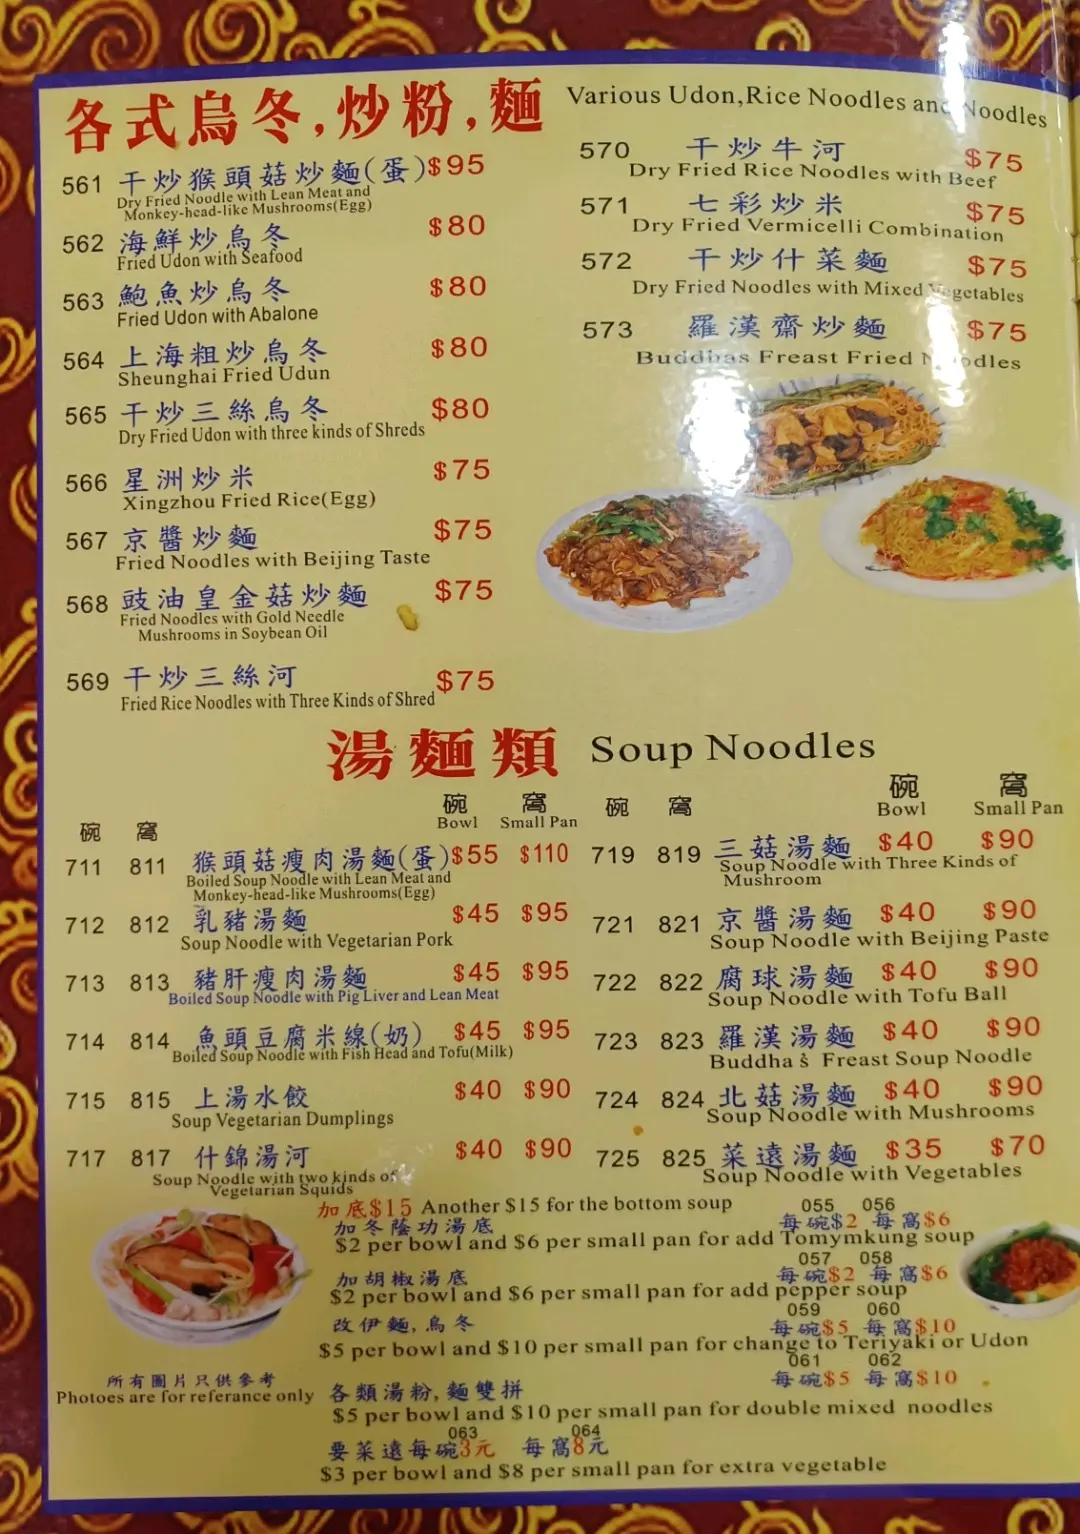 各式烏冬,炒粉,麵 Various Udon,Rice Noodles and Noodles
561 干炒猴頭菇炒麵(蛋) $95
Dry Fried Noodle with Lean Meat and
Monkey-head-like Mushrooms(Egg)
562 海鮮炒烏冬 $80
Fried Udon with Seafood
563 鮑魚炒烏冬 $80
Fried Udon with Abalone
564 上海粗炒烏冬 $80
Sheunghai Fried Udun
565 干炒三絲烏冬 $80
Dry Fried Udon with three kinds of Shreds
566 星洲炒米 $75
Xingzhou Fried Rice(Egg)
567 京醬炒麵 $75
Fried Noodles with Beijing Taste
568 豉油皇金菇炒麵 $75
Fried Noodles with Gold Needle
Mushrooms in Soybean Oil
569 干炒三絲河 $75
Fried Rice Noodles with Three Kinds of Shred
570 干炒牛河 $75
Dry Fried Rice Noodles with Beef
571 七彩炒米 $75
Dry Fried Vermicelli Combination
572 干炒什菜麵 $75
Dry Fried Noodles with Mixed Vegetables
573 羅漢齋炒麵 $75
Buddhas Freast Fried Noodles
湯麵類 Soup Noodles
碗 窩 碗 窩
Bowl Small Pan
711 811 猴頭菇瘦肉湯麵(蛋) $55 $110
Boiled Soup Noodle with Lean Meat and
Monkey-head-like Mushrooms(Egg)
712 812 乳豬湯麵 $45 $95
Soup Noodle with Vegetarian Pork
713 813 豬肝瘦肉湯麵 $45 $95
Boiled Soup Noodle with Pig Liver and Lean Meat
714 814 魚頭豆腐米線(奶) $45 $95
Boiled Soup Noodle with Fish Head and Tofu(Milk)
715 815 上湯水餃 $40 $90
Soup Vegetarian Dumplings
717 817 什錦湯河 $40 $90
Soup Noodle with two kinds of
Vegetarian Squids
碗 窩 碗 窩
Bowl Small Pan
719 819 三菇湯麵 $40 $90
Soup Noodle with Three Kinds of
Mushroom
721 821 京醬湯麵 $40 $90
Soup Noodle with Beijing Paste
722 822 腐球湯麵 $40 $90
Soup Noodle with Tofu Ball
723 823 羅漢湯麵 $40 $90
Buddha's Freast Soup Noodle
724 824 北菇湯麵 $40 $90
Soup Noodle with Mushrooms
725 825 菜遠湯麵 $35 $70
Soup Noodle with Vegetables
加底$15 Another $15 for the bottom soup
055 056
加冬蔭功湯底 每碗$2 每窩$6
$2 per bowl and $6 per small pan for add Tomymkung soup
057 058
加胡椒湯底 每碗$2 每窩$6
$2 per bowl and $6 per small pan for add pepper soup
059 060
改伊麵,烏冬 每碗$5 每窩$10
$5 per bowl and $10 per small pan for change to Teriyaki or Udon
061 062
各類湯粉,麵雙拼 每碗$5 每窩$10
$5 per bowl and $10 per small pan for double mixed noodles
063 064
要菜遠每碗3元 每窩8元
$3 per bowl and $8 per small pan for extra vegetable
所有圖片只供參考
Photoes are for referance only